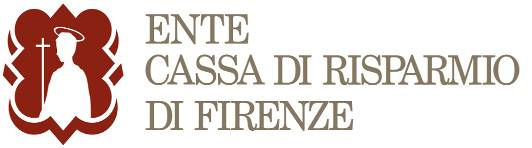 ENTE
CASSA DI RISPARMIO
DI FIRENZE